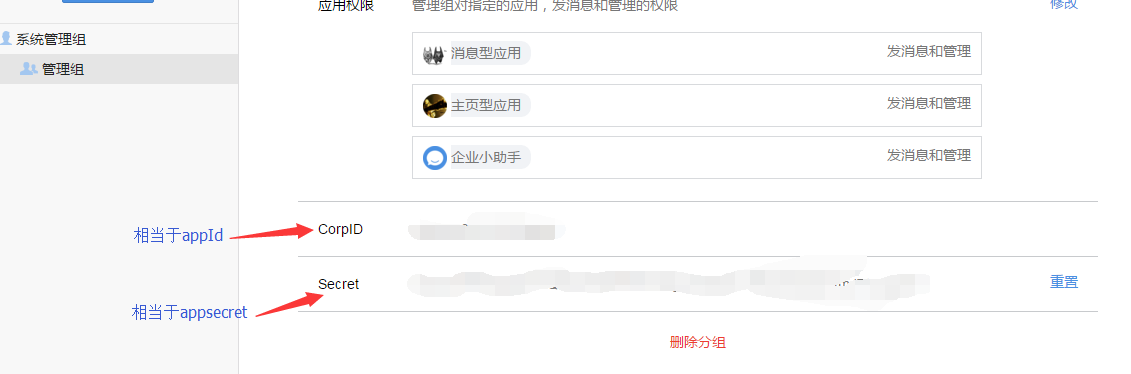 应用权限 管理组对指定的应用，发消息和管理的权限 修改
系统管理组
管理组
消息型应用 发消息和管理
主页型应用 发消息和管理
企业小助手 发消息和管理
相当于appId CorpID
相当于appsecret Secret 重置
删除分组